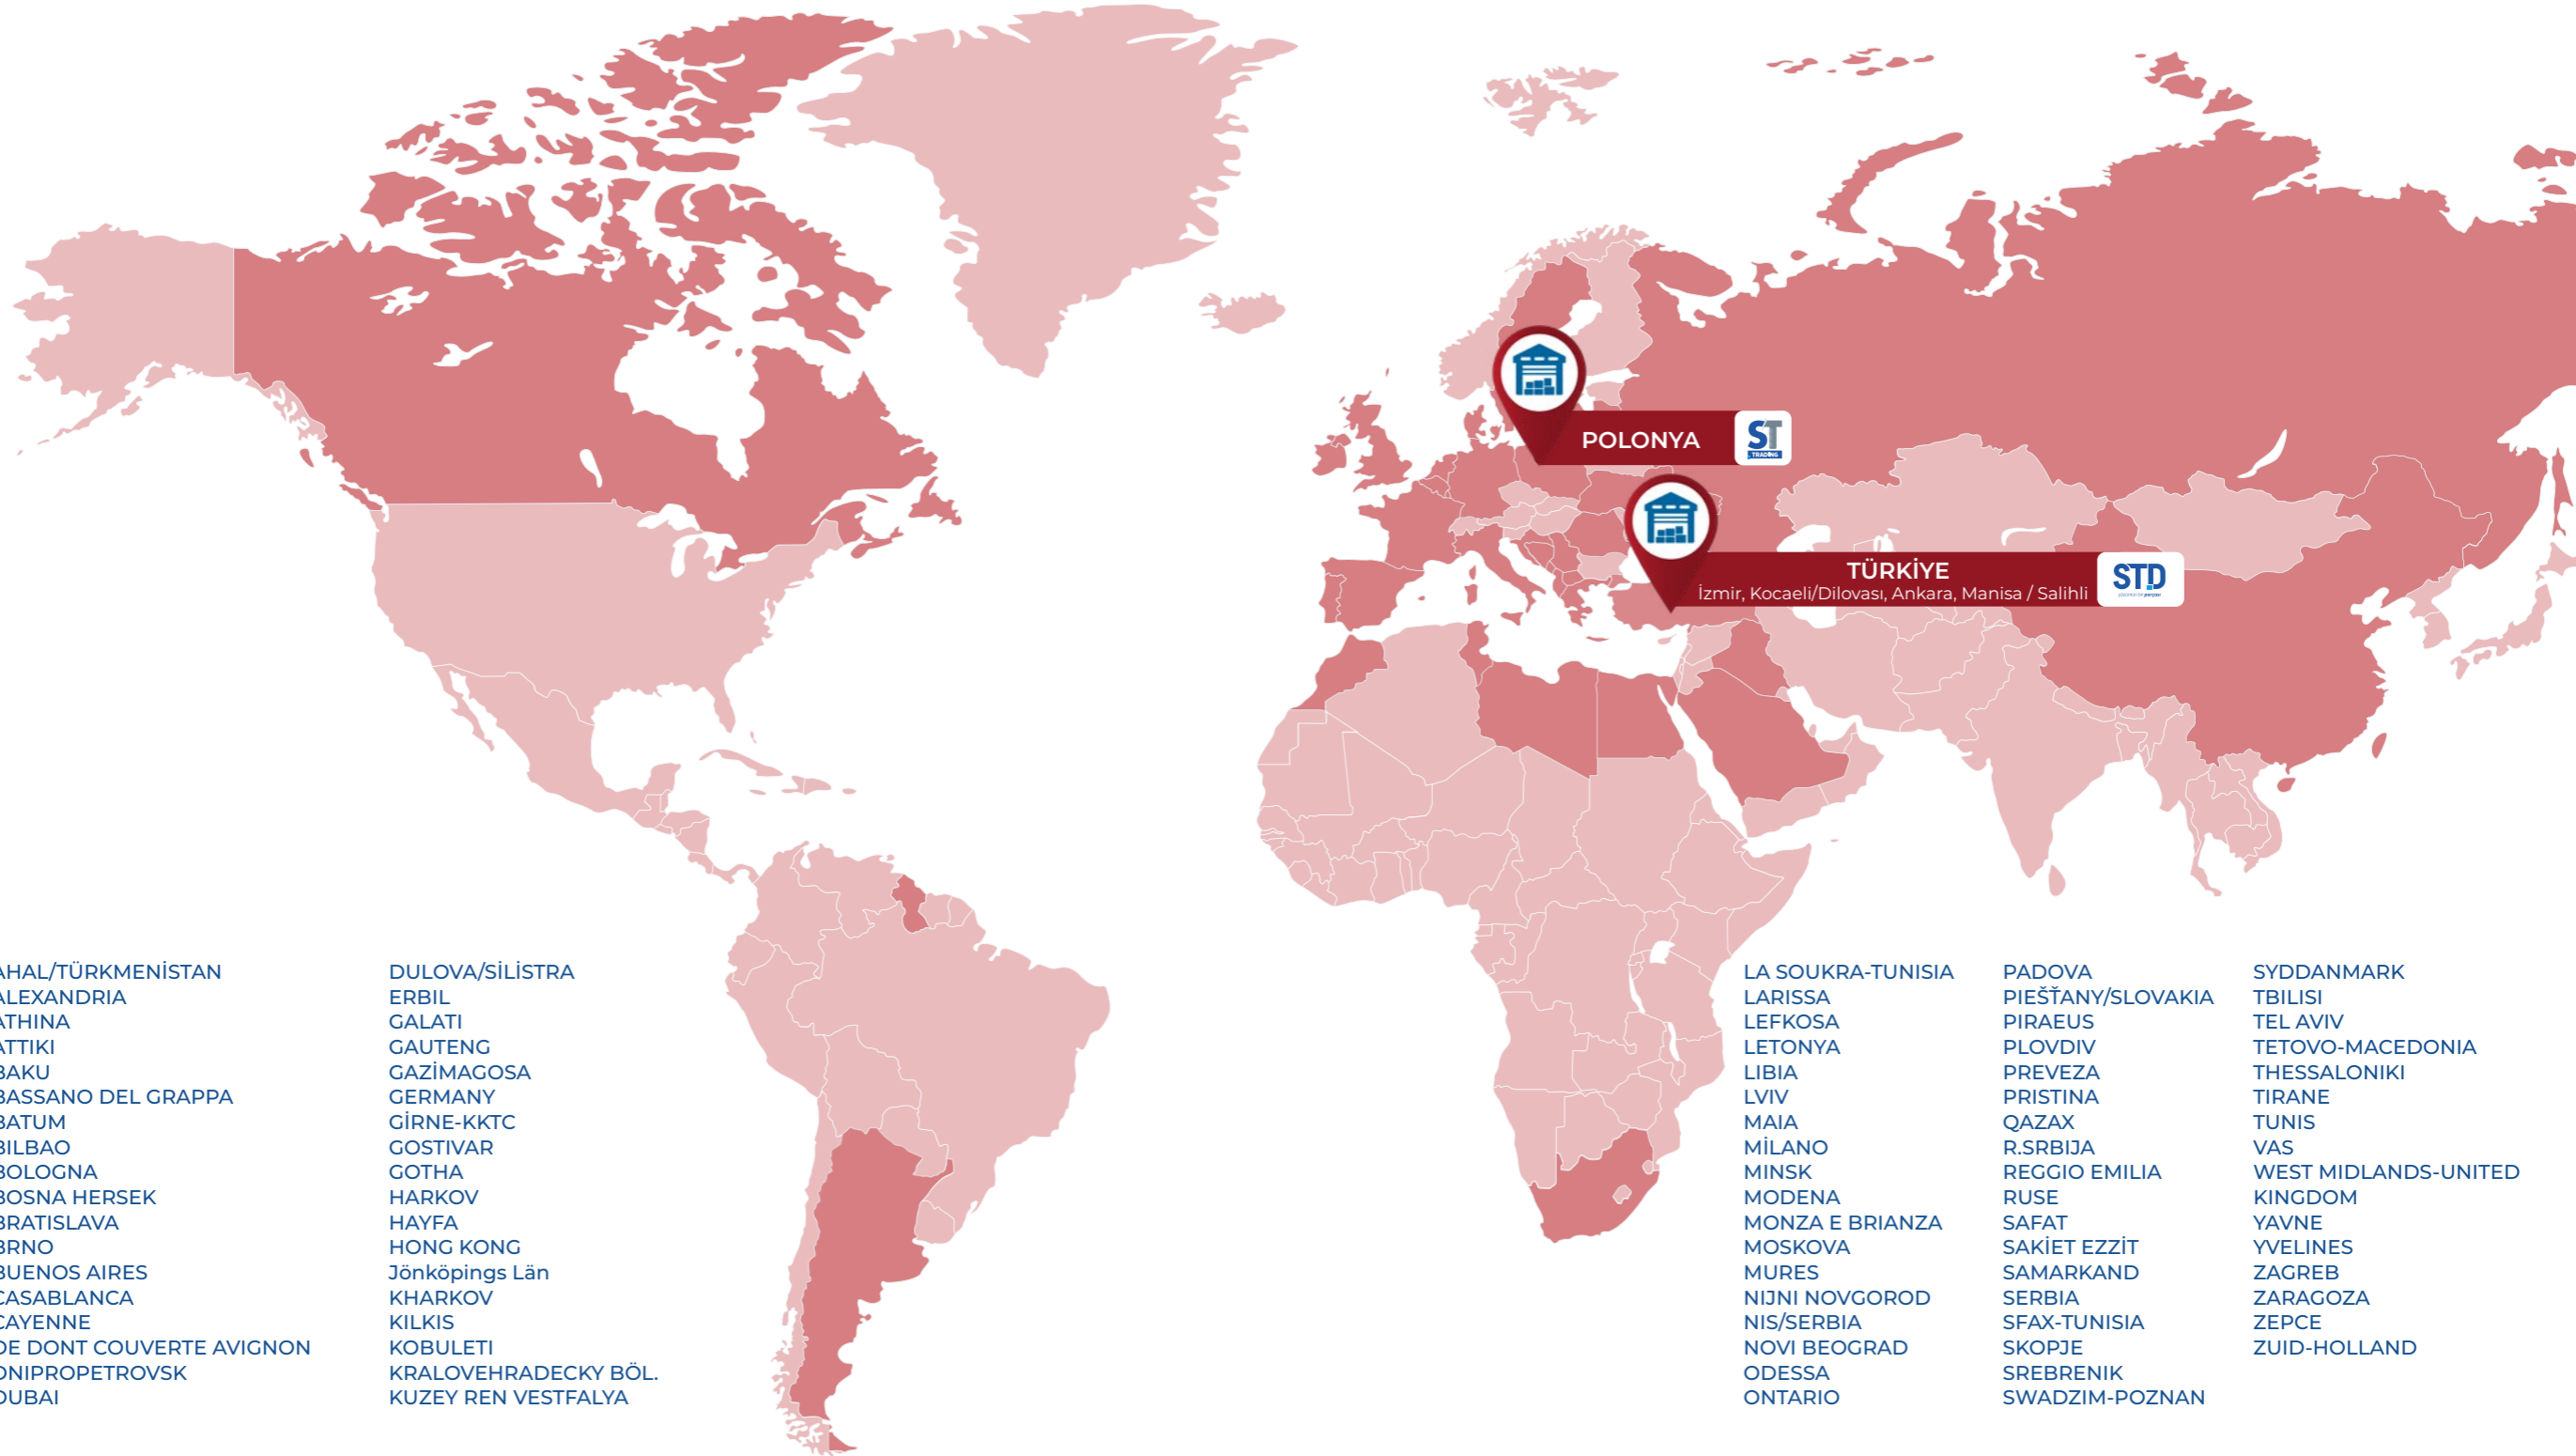 POLONYA
ST
TRADING
TÜRKİYE
İzmir, Kocaeli/Dilovası, Ankara, Manisa / Salihli
STD
AHAL/TÜRKMENİSTAN
ALEXANDRIA
ATHINA
ATTIKI
BAKU
BASSANO DEL GRAPPA
BATUM
BILBAO
BOLOGNA
BOSNA HERSEK
BRATISLAVA
BRNO
BUENOS AIRES
CASABLANCA
CAYENNE
DE DONT COUVERTE AVIGNON
DNIPROPETROVSK
DUBAI
DULOVA/SİLİSTRA
ERBIL
GALATI
GAUTENG
GAZİMAGOSA
GERMANY
GİRNE-KKTC
GOSTIVAR
GOTHA
HARKOV
HAYFA
HONG KONG
Jönköpings Län
KHARKOV
KILKIS
KOBULETI
KRALOVEHRADECKY BÖL.
KUZEY REN VESTFALYA
LA SOUKRA-TUNISIA
LARISSA
LEFKOSA
LETONYA
LIBIA
LVIV
MAIA
MİLANO
MINSK
MODENA
MONZA E BRIANZA
MOSKOVA
MURES
NIJNI NOVGOROD
NIS/SERBIA
NOVI BEOGRAD
ODESSA
ONTARIO
PADOVA
PIEŠŤANY/SLOVAKIA
PIRAEUS
PLOVDIV
PREVEZA
PRISTINA
QAZAX
R.SRBIJA
REGGIO EMILIA
RUSE
SAFAT
SAKİET EZZİT
SAMARKAND
SERBIA
SFAX-TUNISIA
SKOPJE
SREBRENIK
SWADZIM-POZNAN
SYDDANMARK
TBILISI
TEL AVIV
TETOVO-MACEDONIA
THESSALONIKI
TIRANE
TUNIS
VAS
WEST MIDLANDS-UNITED
KINGDOM
YAVNE
YVELINES
ZAGREB
ZARAGOZA
ZEPCE
ZUID-HOLLAND